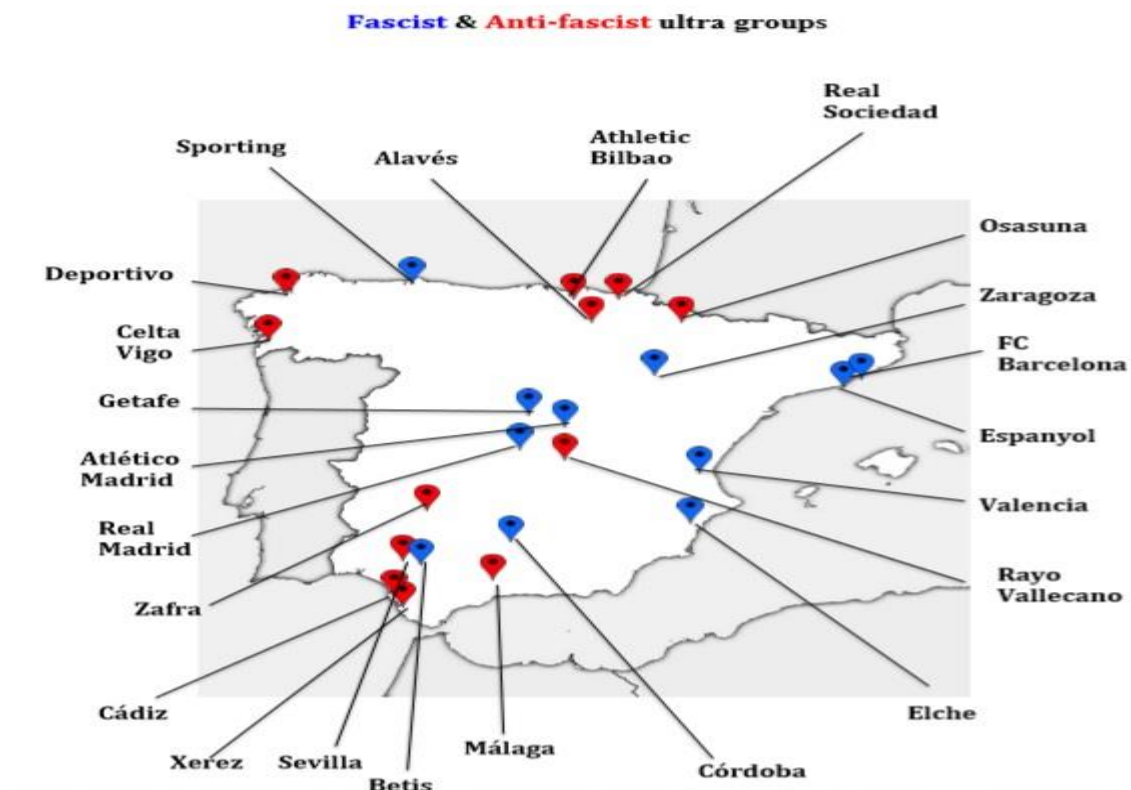 Fascist & Anti-fascist ultra groups
Real
Sociedad
Athletic
Bilbao
Sporting
Alavés
Osasuna
Deportivo
Zaragoza
Celta
Vigo
FC
Barcelona
Getafe
Espanyol
Atlético
Madrid
Valencia
Real
Madrid
Rayo
Vallecano
Zafra
Cádiz
Elche
Xerez
Sevilla
Málaga
Córdoba
Betis